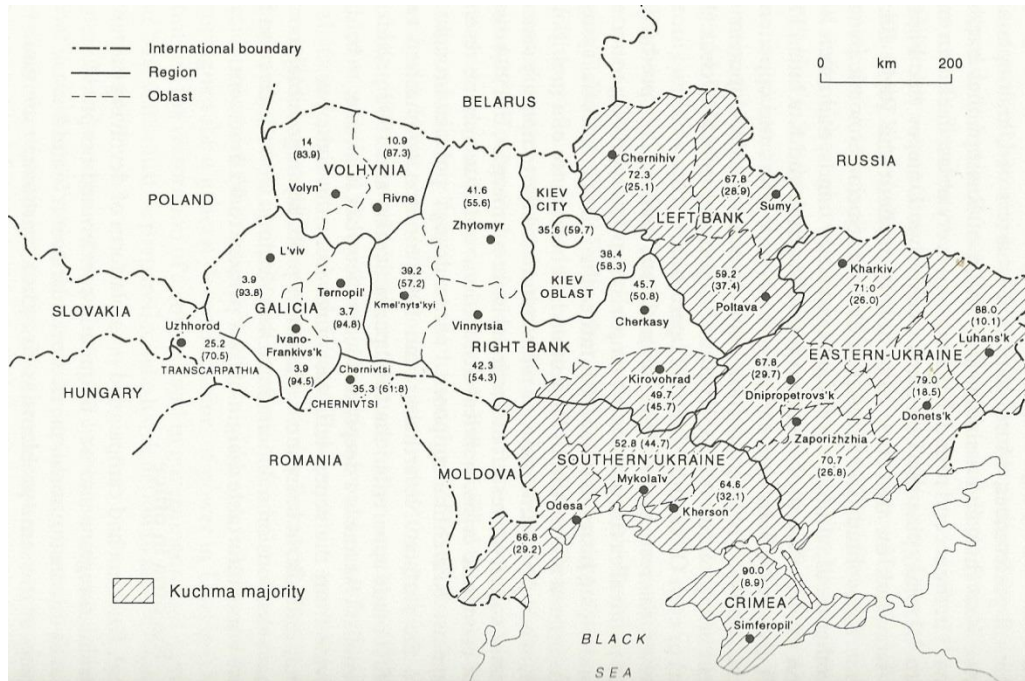 International boundary
Region
Oblast
0 km 200
BELARUS
RUSSIA
POLAND
SLOVAKIA
HUNGARY
ROMANIA
MOLDOVA
14
(83.9)
10.9
(87.3)
VOLHYNIA
Volyn'
Rivne
41.6
(55.6)
Zhytomyr
KIEV
CITY
35.6 (59.7)
38.4
(58.3)
KIEV
OBLAST
Chernihiv
72.3
(25.1)
67.8
(28.9)
Sumy
LEFT BANK
59.2
(37.4)
Poltava
Kharkiv
71.0
(26.0)
88.0
(10.1)
Luhans'k
L'viv
3.9
(93.8)
Ternopil'
3.7
(94.8)
GALICIA
Ivano-
Frankivs'k
3.9
(94.5)
39.2
(57.2)
Kmel'nyts'kyi
Vinnytsia
42.3
(54.3)
RIGHT BANK
45.7
(50.8)
Cherkasy
Uzhhorod
25.2
(70.5)
TRANSCARPATHIA
Chernivtsi
35.3 (61.8)
CHERNIVTSI
Kirovohrad
49.7
(45.7)
67.8
(29.7)
Dnipropetrovs'k
EASTERN UKRAINE
79.0
(18.5)
Donets'k
Zaporizhzhia
70.7
(26.8)
52.8 (44.7)
SOUTHERN UKRAINE
Mykolaïv
64.6
(32.1)
Kherson
Odesa
66.8
(29.2)
90.0
(8.9)
CRIMEA
Simferopil'
Kuchma majority
BLACK
SEA